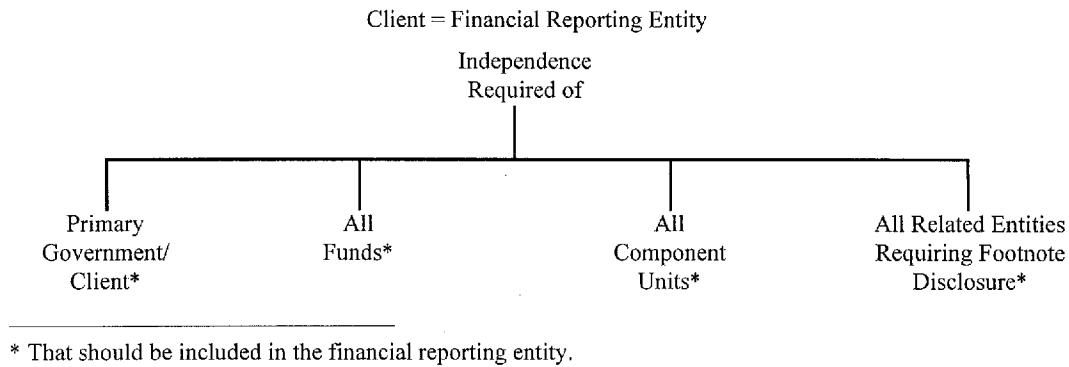 Client = Financial Reporting Entity
Independence
Required of
Primary
Government/
Client*
All
Funds*
All
Component
Units*
All Related Entities
Requiring Footnote
Disclosure*
* That should be included in the financial reporting entity.